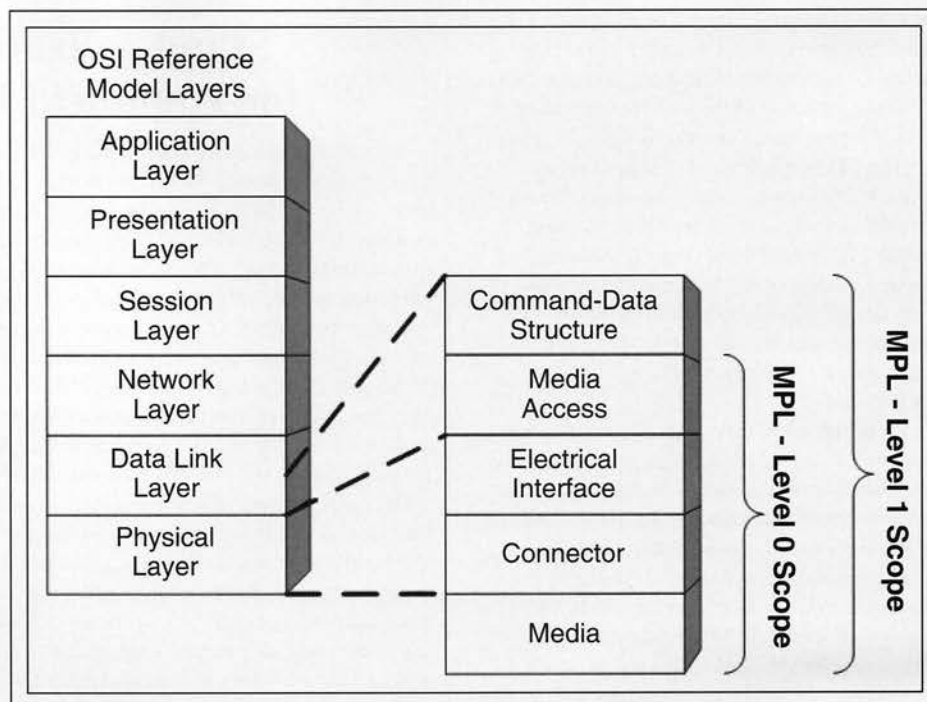 OSI Reference
Model Layers
Application
Layer
Presentation
Layer
Session
Layer
Network
Layer
Data Link
Layer
Physical
Layer
Command-Data
Structure
Media
Access
Electrical
Interface
Connector
Media
MPL - Level 0 Scope
MPL - Level 1 Scope